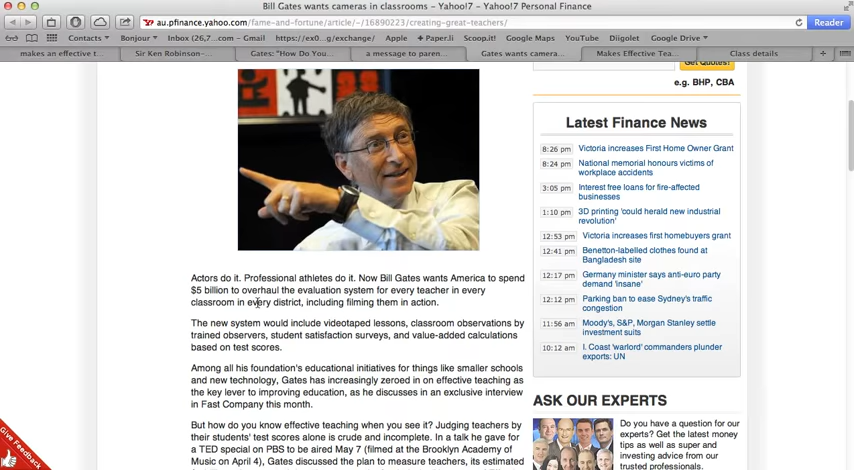 Bill Gates wants cameras in classrooms - Yahoo!7 - Yahoo!7 Personal Finance
au.pfinance.yahoo.com/fame-and-fortune/article/-/16890223/creating-great-teachers/
Reader
Contacts Bonjour Inbox (26,7...com.au) https://ex0...g/exchange/ Apple +Paper.li Scoop.it! Google Maps YouTube Diigolet Google Drive
makes an effective t... Sir Ken Robinson-... Gates: "How Do You... a message to paren... Gates wants camera... Makes Effective Tea... Class details
Get Quotes!
e.g. BHP, CBA
Actors do it. Professional athletes do it. Now Bill Gates wants America to spend
$5 billion to overhaul the evaluation system for every teacher in every
classroom in every district, including filming them in action.
The new system would include videotaped lessons, classroom observations by
trained observers, student satisfaction surveys, and value-added calculations
based on test scores.
Among all his foundation's educational initiatives for things like smaller schools
and new technology, Gates has increasingly zeroed in on effective teaching as
the key lever to improving education, as he discusses in an exclusive interview
in Fast Company this month.
But how do you know effective teaching when you see it? Judging teachers by
their students' test scores alone is crude and incomplete. In a talk he gave for
a TED special on PBS to be aired May 7 (filmed at the Brooklyn Academy of
Music on April 4), Gates discussed the plan to measure teachers, its estimated
Latest Finance News
8:26 pm Victoria increases First Home Owner Grant
8:24 pm National memorial honours victims of
workplace accidents
3:05 pm Interest free loans for fire-affected
businesses
1:10 pm 3D printing 'could herald new industrial
revolution'
12:53 pm Victoria increases first homebuyers grant
12:41 pm Benetton-labelled clothes found at
Bangladesh site
12:17 pm Germany minister says anti-euro party
demand 'insane'
12:12 pm Parking ban to ease Sydney's traffic
congestion
11:56 am Moody's, S&P, Morgan Stanley settle
investment suits
10:12 am I. Coast 'warlord' commanders plunder
exports: UN
ASK OUR EXPERTS
Do you have a question for our
experts? Get the latest money
tips as well as super and
investing advice from our
trusted professionals.
Give Feedback